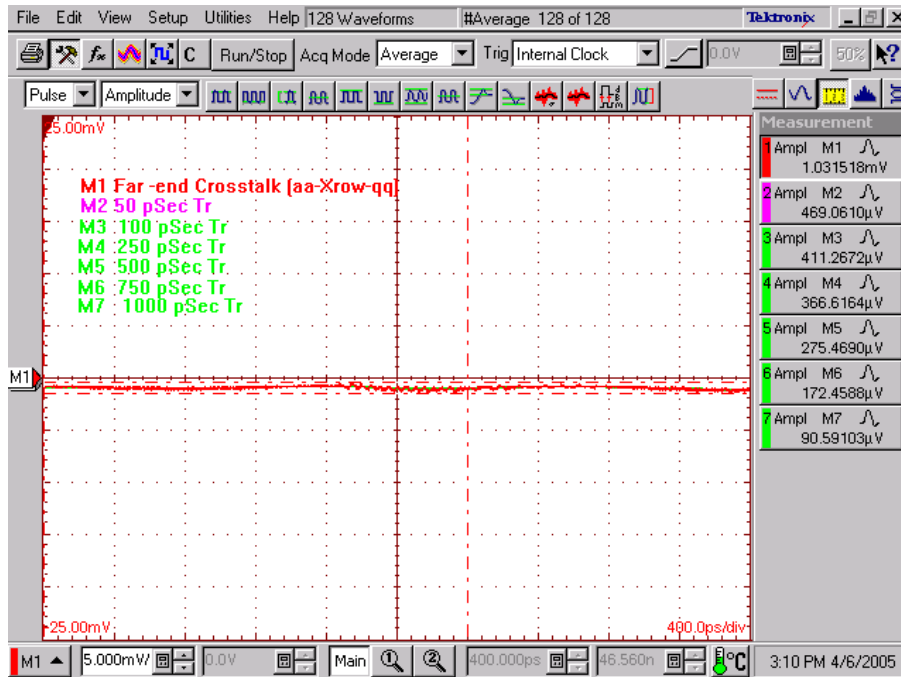 File Edit View Setup Utilities Help 128 Waveforms #Average 128 of 128 Tektronix
C Run/Stop Acq Mode Average Trig Internal Clock 0.0V 50%
Pulse Amplitude
25.00mV
M1 Far -end Crosstalk (aa-Xrow-qq)
M2 50 pSec Tr
M3 100 pSec Tr
M4 250 pSec Tr
M5 500 pSec Tr
M6 750 pSec Tr
M7 1000 pSec Tr
M1
-25.00mV
400.0ps/div
Measurement
1 Ampl M1
1.031518mV
2 Ampl M2
469.0610µV
3 Ampl M3
411.2672µV
4 Ampl M4
366.6164µV
5 Ampl M5
275.4690µV
6 Ampl M6
172.4588µV
7 Ampl M7
90.59103µV
M1 5.000mV/ 0.0V Main 1 2 400.000ps 46.560n °C 3:10 PM 4/6/2005